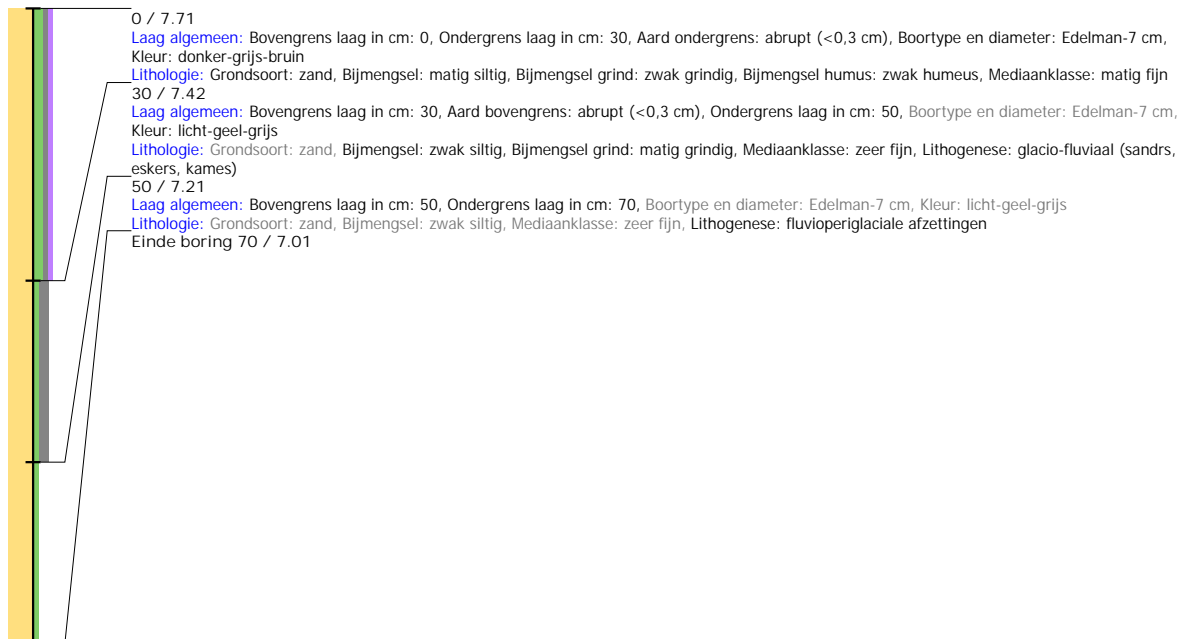 0 / 7.71
Laag algemeen: Bovengrens laag in cm: 0, Ondergrens laag in cm: 30, Aard ondergrens: abrupt (<0,3 cm), Boortype en diameter: Edelman-7 cm,
Kleur: donker-grijs-bruin
Lithologie: Grondsoort: zand, Bijmengsel: matig siltig, Bijmengsel grind: zwak grindig, Bijmengsel humus: zwak humeus, Mediaanklasse: matig fijn
30 / 7.42
Laag algemeen: Bovengrens laag in cm: 30, Aard bovengrens: abrupt (<0,3 cm), Ondergrens laag in cm: 50, Boortype en diameter: Edelman-7 cm,
Kleur: licht-geel-grijs
Lithologie: Grondsoort: zand, Bijmengsel: zwak siltig, Bijmengsel grind: matig grindig, Mediaanklasse: zeer fijn, Lithogenese: glacio-fluviaal (sandrs,
eskers, kames)
50 / 7.21
Laag algemeen: Bovengrens laag in cm: 50, Ondergrens laag in cm: 70, Boortype en diameter: Edelman-7 cm, Kleur: licht-geel-grijs
Lithologie: Grondsoort: zand, Bijmengsel: zwak siltig, Mediaanklasse: zeer fijn, Lithogenese: fluvioperiglaciale afzettingen
Einde boring 70 / 7.01